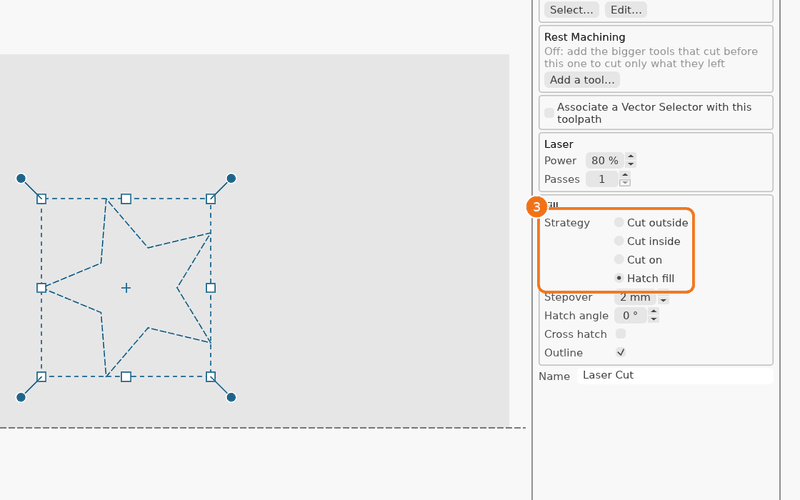 Select... Edit...
Rest Machining
Off: add the bigger tools that cut before
this one to cut only what they left
Add a tool...
Associate a Vector Selector with this
toolpath
Laser
Power 80 %
Passes 1
3
Strategy Cut outside
Cut inside
Cut on
Hatch fill
Stepover 2 mm
Hatch angle 0 °
Cross hatch
Outline
Name Laser Cut